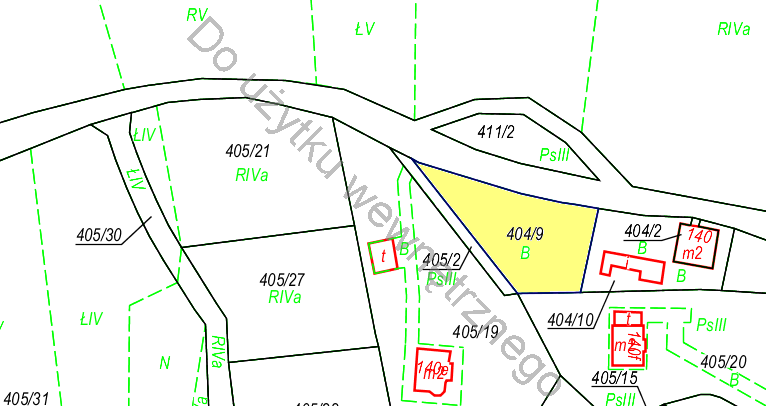 RV
ŁV
RIVa
Do użytku wewnętrznego
411/2
ŁIV
PsIII
405/21
RIVa
ŁIV
405/30
404/9
B
404/2
140
m2
B
t
B
405/2
PsIII
i
B
405/27
RIVa
404/10
ŁIV
t
PsIII
405/19
140f
m2
N
RIVa
140e
m2
405/20
B
405/15
405/31
PsIII